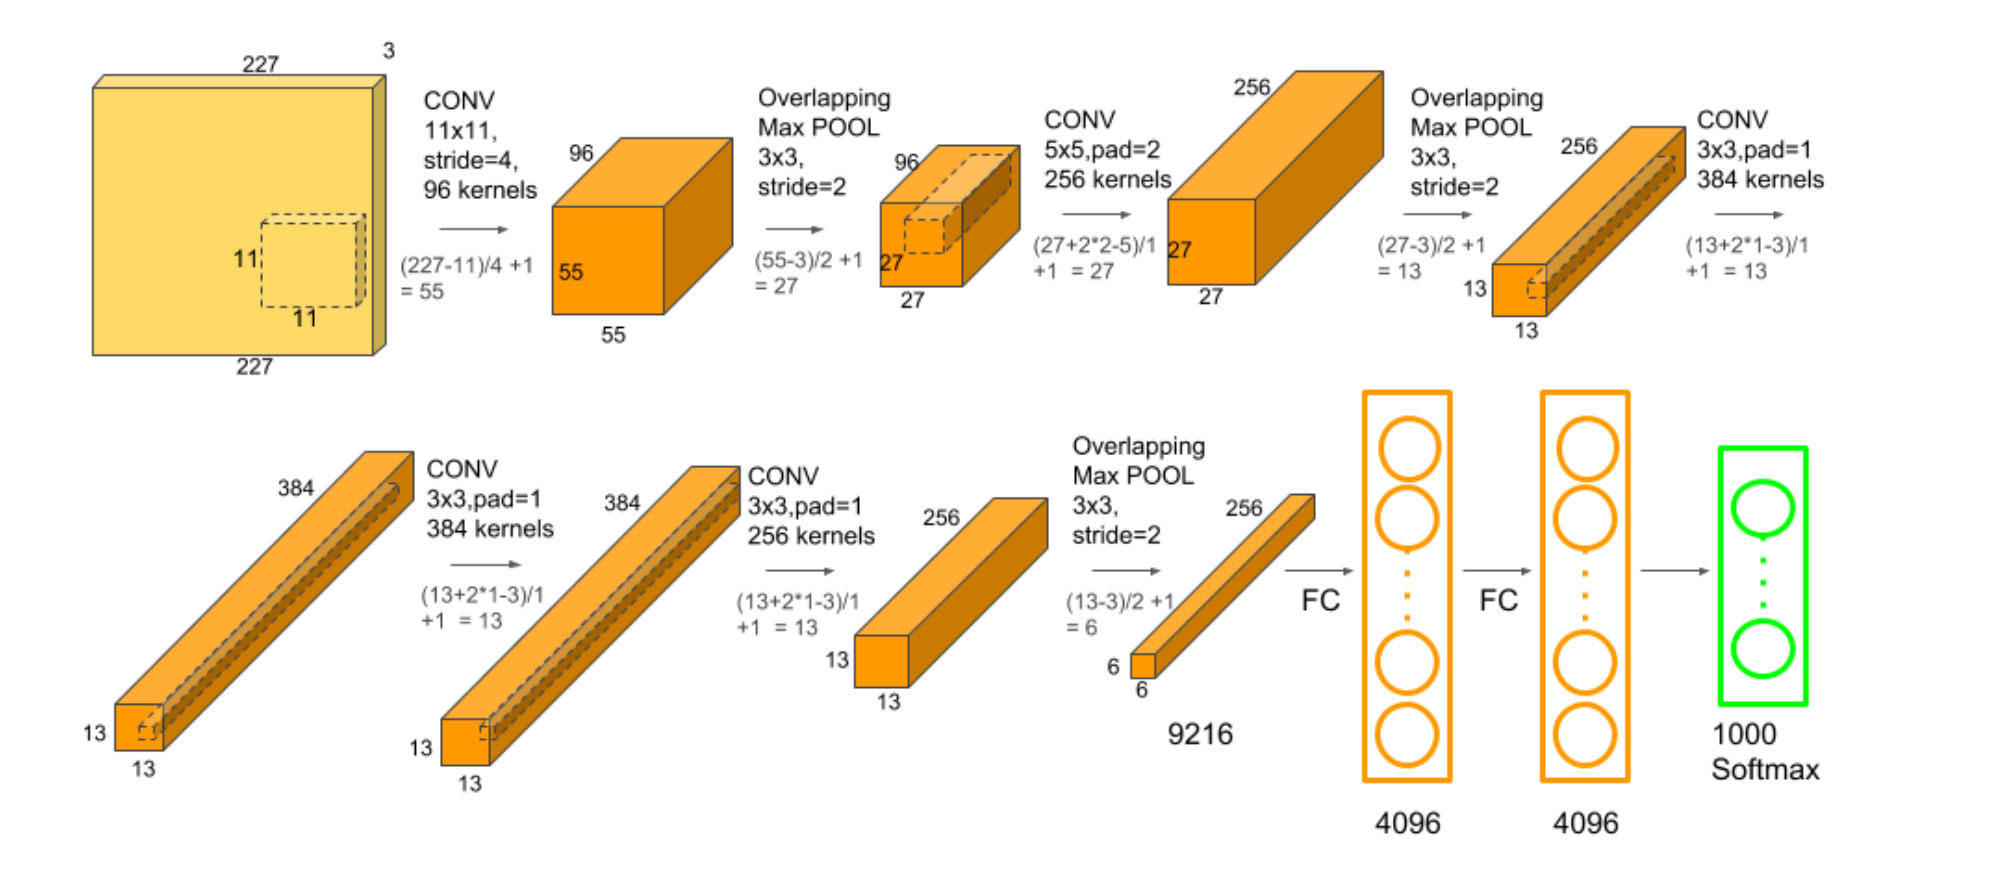 227
3
11
11
227
CONV
11x11,
stride=4,
96 kernels
(227-11)/4 +1
= 55
96
55
55
Overlapping
Max POOL
3x3,
stride=2
(55-3)/2 +1
= 27
96
27
27
CONV
5x5,pad=2
256 kernels
(27+2*2-5)/1
+1 = 27
256
27
27
Overlapping
Max POOL
3x3,
stride=2
(27-3)/2 +1
= 13
256
13
13
CONV
3x3,pad=1
384 kernels
(13+2*1-3)/1
+1 = 13
384
13
13
CONV
3x3,pad=1
384 kernels
(13+2*1-3)/1
+1 = 13
384
13
13
CONV
3x3,pad=1
256 kernels
(13+2*1-3)/1
+1 = 13
256
13
13
Overlapping
Max POOL
3x3,
stride=2
(13-3)/2 +1
= 6
256
6
6
9216
FC
4096
FC
4096
1000
Softmax